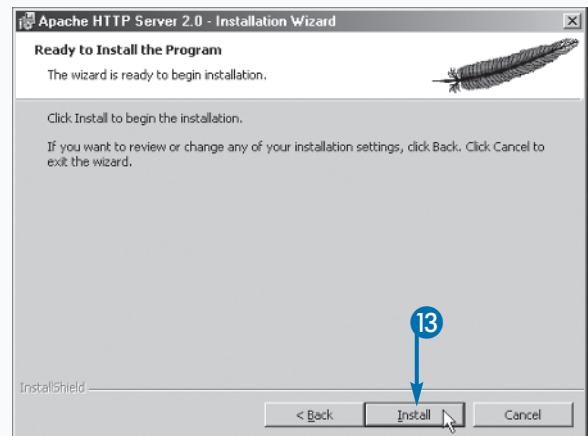 Apache HTTP Server 2.0 - Installation Wizard
Ready to Install the Program
The wizard is ready to begin installation.
Click Install to begin the installation.
If you want to review or change any of your installation settings, click Back. Click Cancel to
exit the wizard.
13
InstallShield
< Back Install Cancel